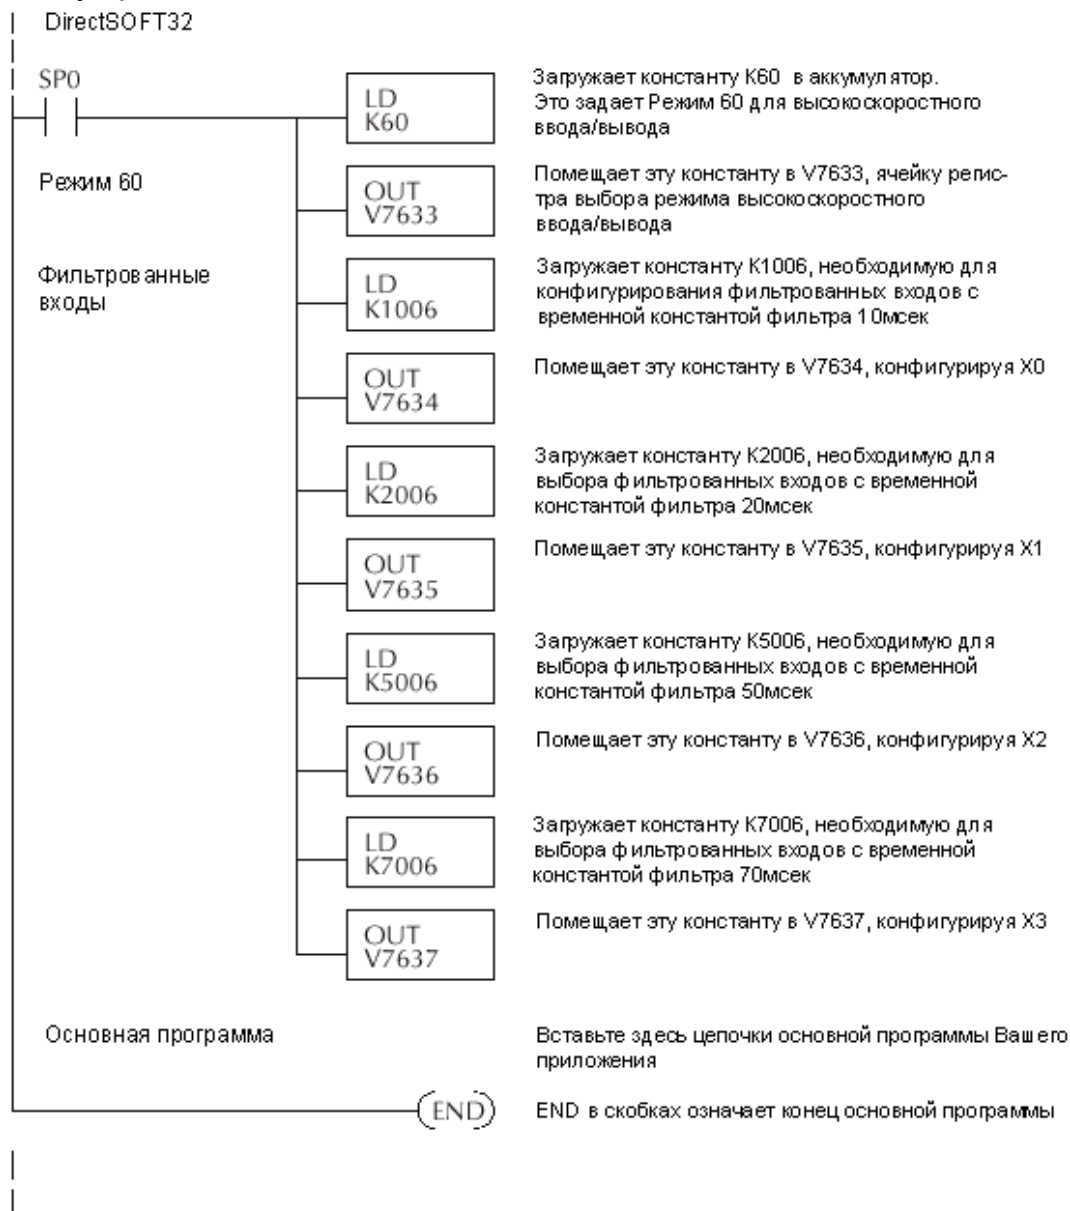 DirectSOFT32
SP0
LD
K60
Загружает константу K60 в аккумулятор.
Это задает Режим 60 для высокоскоростного
ввода/вывода
Режим 60
OUT
V7633
Помещает эту константу в V7633, ячейку регис-
тра выбора режима высокоскоростного
ввода/вывода
Фильтрованные
входы
LD
K1006
Загружает константу K1006, необходимую для
конфигурирования фильтрованных входов с
временной константой фильтра 10мсек
OUT
V7634
Помещает эту константу в V7634, конфигурируя X0
LD
K2006
Загружает константу K2006, необходимую для
выбора фильтрованных входов с временной
константой фильтра 20мсек
OUT
V7635
Помещает эту константу в V7635, конфигурируя X1
LD
K5006
Загружает константу K5006, необходимую для
выбора фильтрованных входов с временной
константой фильтра 50мсек
OUT
V7636
Помещает эту константу в V7636, конфигурируя X2
LD
K7006
Загружает константу K7006, необходимую для
выбора фильтрованных входов с временной
константой фильтра 70мсек
OUT
V7637
Помещает эту константу в V7637, конфигурируя X3
Основная программа
Вставьте здесь цепочки основной программы Вашего
приложения
(END)
END в скобках означает конец основной программы